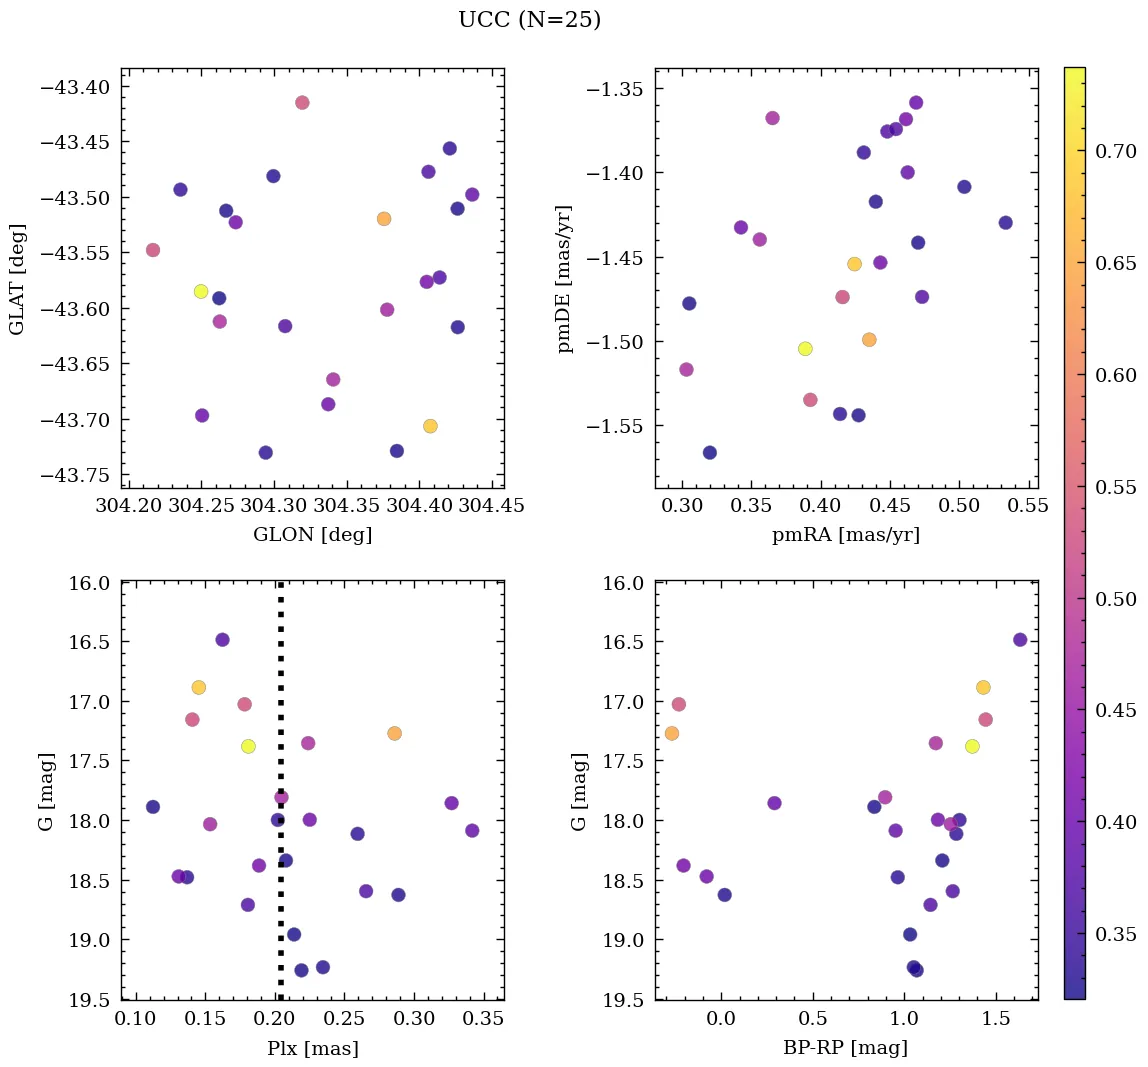 UCC (N=25)
−43.40
−43.45
−43.50
−43.55
−43.60
−43.65
−43.70
−43.75
GLAT [deg]
304.20 304.25 304.30 304.35 304.40 304.45
GLON [deg]
−1.35
−1.40
−1.45
−1.50
−1.55
pmDE [mas/yr]
0.30 0.35 0.40 0.45 0.50 0.55
pmRA [mas/yr]
16.0
16.5
17.0
17.5
18.0
18.5
19.0
19.5
G [mag]
0.10 0.15 0.20 0.25 0.30 0.35
Plx [mas]
16.0
16.5
17.0
17.5
18.0
18.5
19.0
19.5
G [mag]
0.0 0.5 1.0 1.5
BP-RP [mag]
0.70
0.65
0.60
0.55
0.50
0.45
0.40
0.35